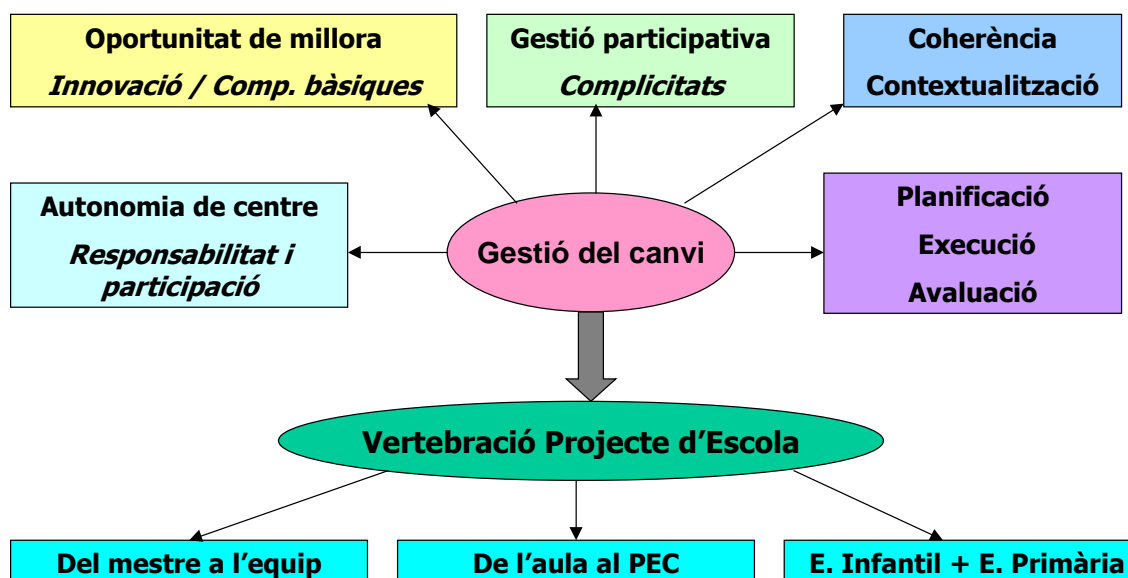 Oportunitat de millora
Innovació / Comp. bàsiques
Gestió participativa
Complicitats
Coherència
Contextualització
Autonomia de centre
Responsabilitat i
participació
Gestió del canvi
Planificació
Execució
Avaluació
Vertebració Projecte d’Escola
Del mestre a l’equip
De l’aula al PEC
E. Infantil + E. Primària